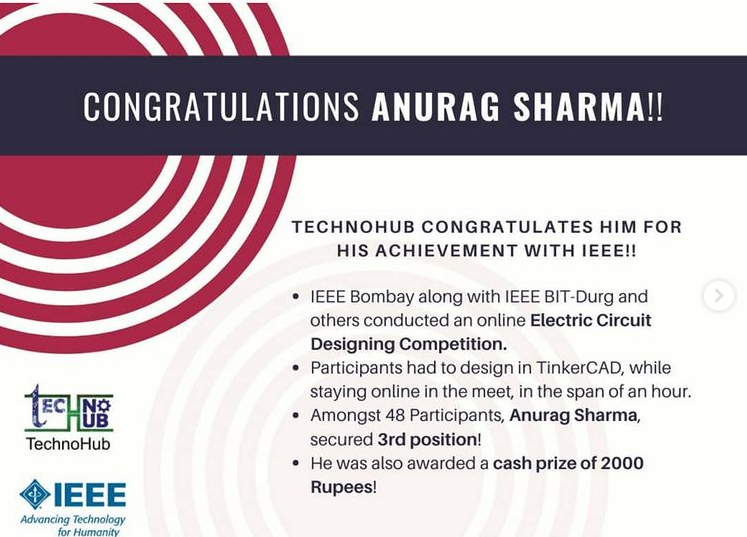 CONGRATULATIONS ANURAG SHARMA!!
TECHNOHUB CONGRATULATES HIM FOR
HIS ACHIEVEMENT WITH IEEE!!
• IEEE Bombay along with IEEE BIT-Durg and
others conducted an online Electric Circuit
Designing Competition.
• Participants had to design in TinkerCAD, while
staying online in the meet, in the span of an hour.
• Amongst 48 Participants, Anurag Sharma,
secured 3rd position!
• He was also awarded a cash prize of 2000
Rupees!
TECHNO
HUB
TechnoHub
IEEE
Advancing Technology
for Humanity